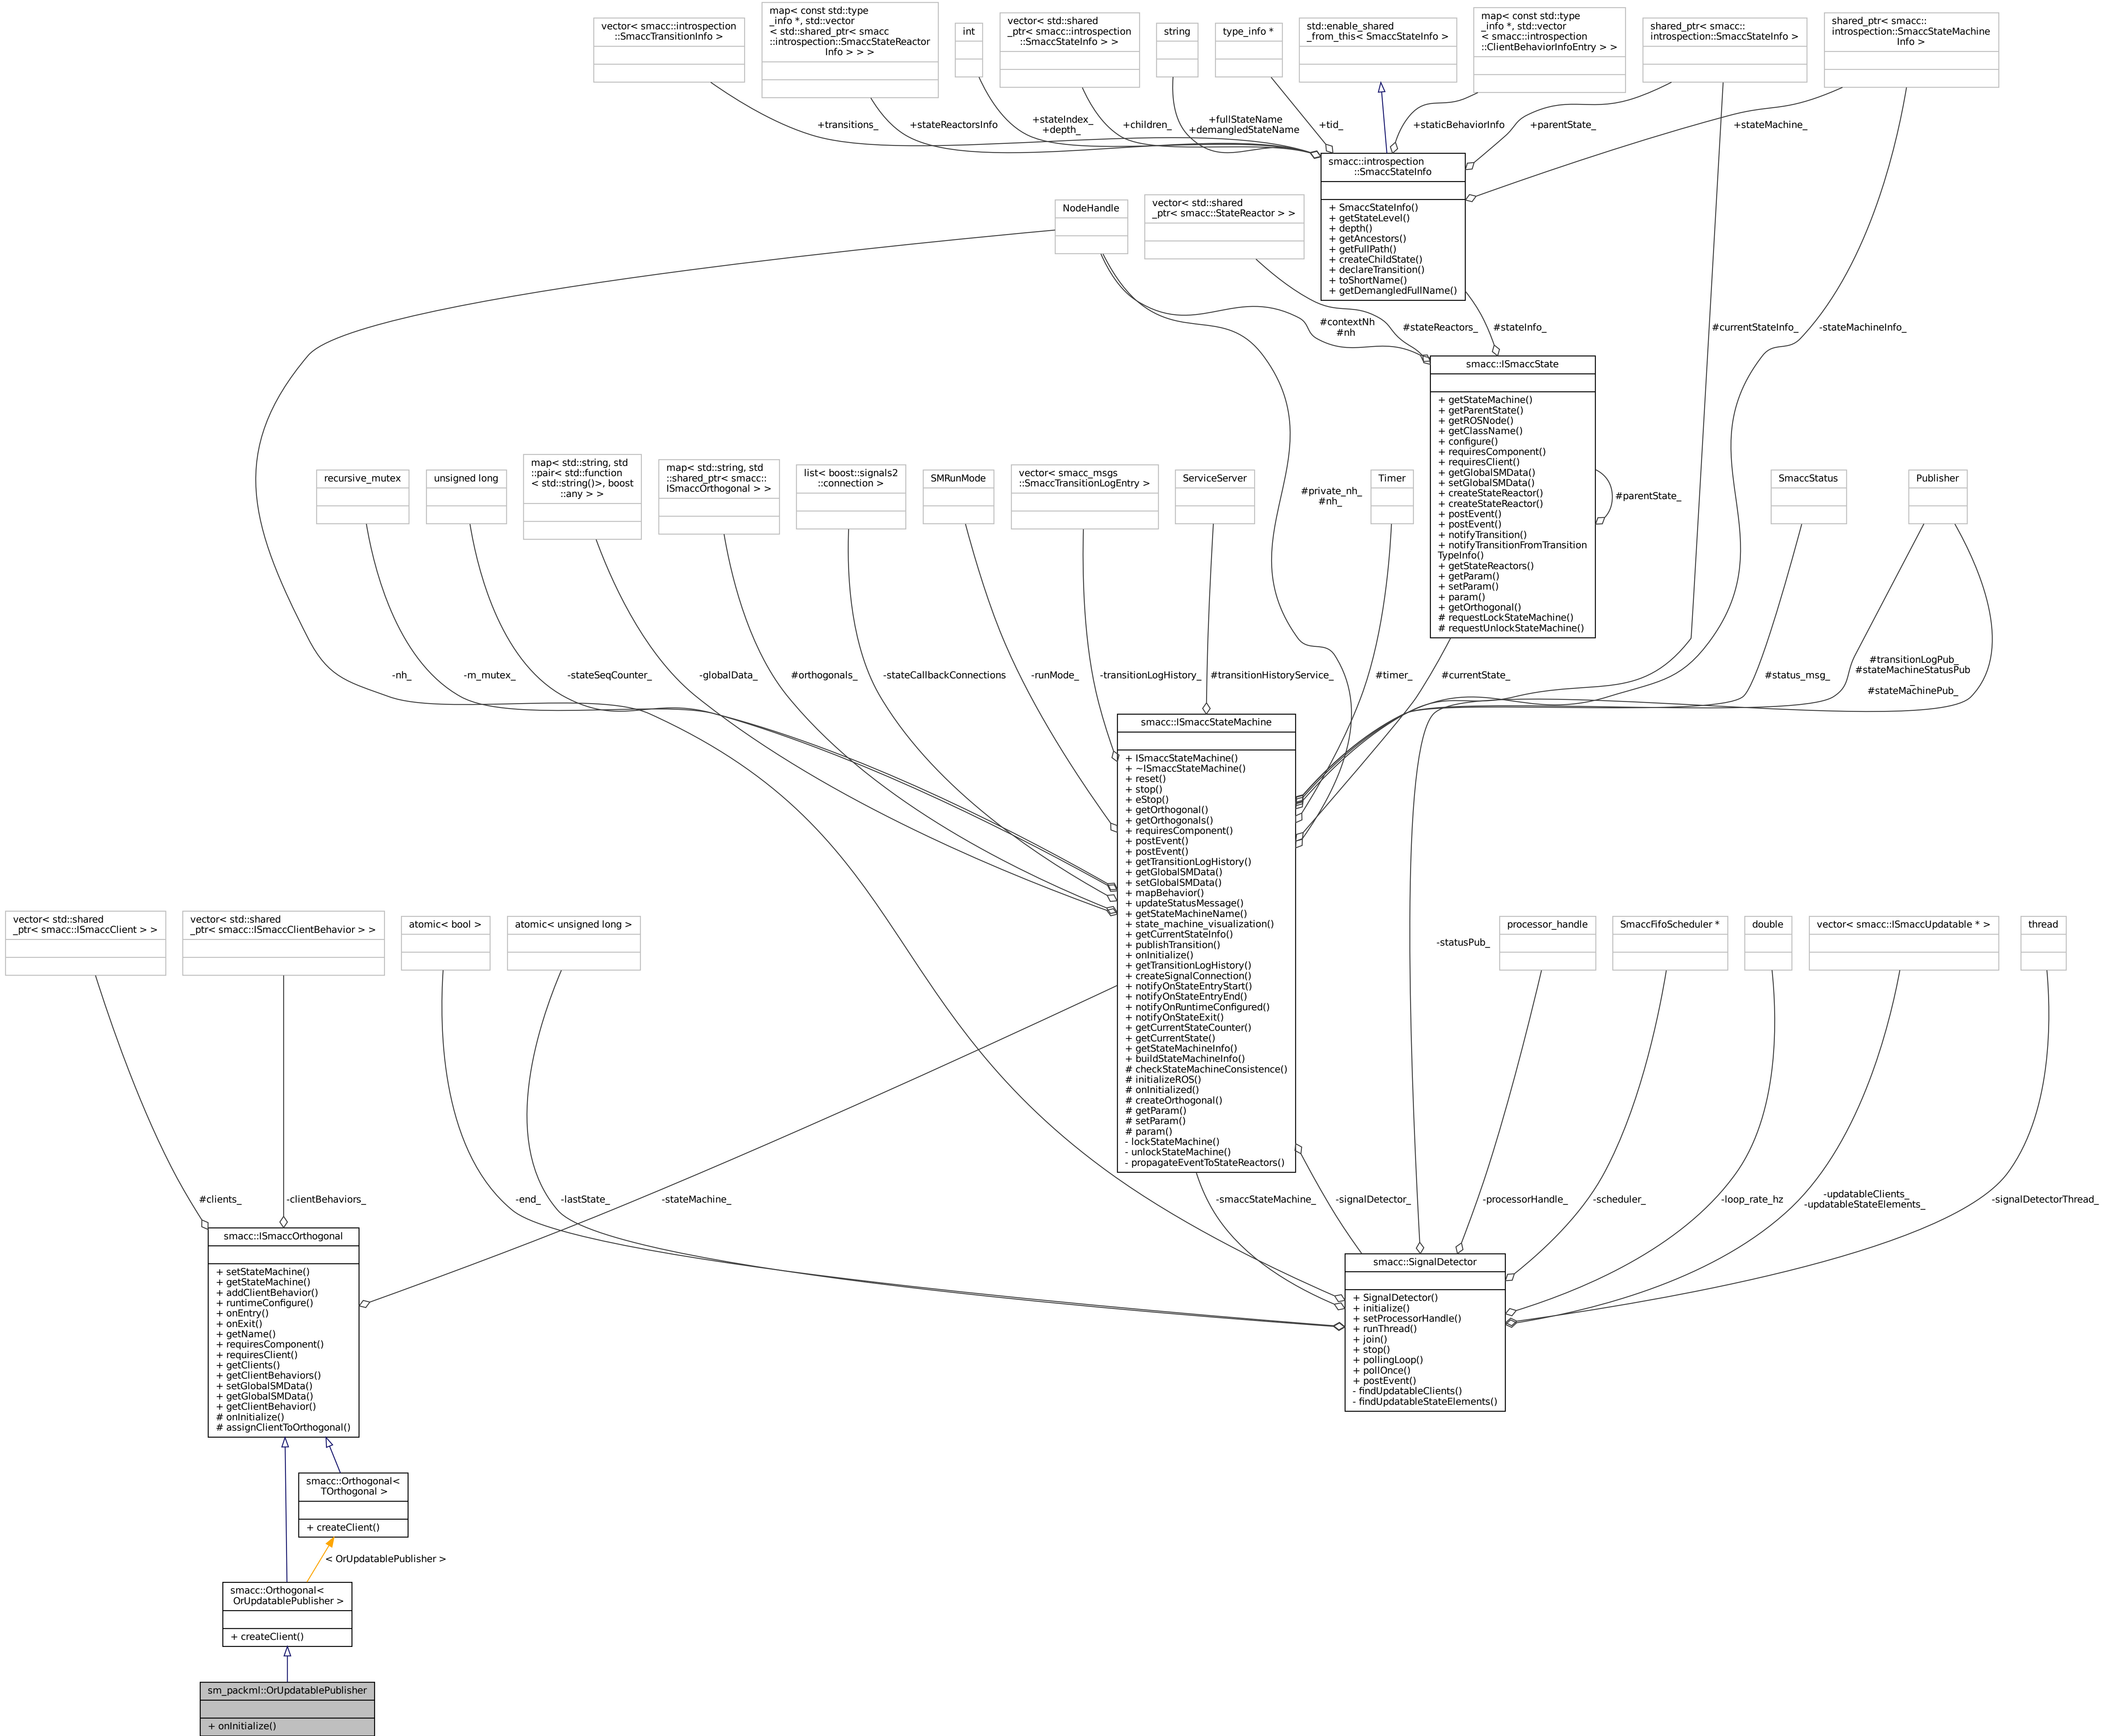 vector< smacc::introspection
::SmaccTransitionInfo >
map< const std::type
_info *, std::vector
< std::shared_ptr< smacc
::introspection::SmaccStateReactor
Info > > >
int
vector< std::shared
_ptr< smacc::introspection
::SmaccStateInfo > >
string
type_info *
std::enable_shared
_from_this< SmaccStateInfo >
map< const std::type
_info *, std::vector
< smacc::introspection
::ClientBehaviorInfoEntry > >
shared_ptr< smacc::
introspection::SmaccStateInfo >
shared_ptr< smacc::
introspection::SmaccStateMachine
Info >
+transitions_
+stateReactorsInfo
+stateIndex_
+depth_
+children_
+fullStateName
+demangledStateName
+tid_
+staticBehaviorInfo
+parentState_
+stateMachine_
smacc::introspection
::SmaccStateInfo
+ SmaccStateInfo()
+ getStateLevel()
+ depth()
+ getAncestors()
+ getFullPath()
+ createChildState()
+ declareTransition()
+ toShortName()
+ getDemangledFullName()
NodeHandle
vector< std::shared
_ptr< smacc::StateReactor > >
#contextNh
#nh
#stateReactors_
#stateInfo_
#currentStateInfo_
-stateMachineInfo_
smacc::ISmaccState
+ getStateMachine()
+ getParentState()
+ getROSNode()
+ getClassName()
+ configure()
+ requiresComponent()
+ requiresClient()
+ getGlobalSMData()
+ setGlobalSMData()
+ createStateReactor()
+ createStateReactor()
+ postEvent()
+ postEvent()
+ notifyTransition()
+ notifyTransitionFromTransition
TypeInfo()
+ getStateReactors()
+ getParam()
+ setParam()
+ param()
+ getOrthogonal()
# requestLockStateMachine()
# requestUnlockStateMachine()
#parentState_
recursive_mutex
unsigned long
map< std::string, std
::pair< std::function
< std::string()>, boost
::any > >
map< std::string, std
::shared_ptr< smacc::
ISmaccOrthogonal > >
list< boost::signals2
::connection >
SMRunMode
vector< smacc_msgs
::SmaccTransitionLogEntry >
ServiceServer
#private_nh_
#nh_
Timer
SmaccStatus
Publisher
-nh_
-m_mutex_
-stateSeqCounter_
-globalData_
#orthogonals_
-stateCallbackConnections
-runMode_
-transitionLogHistory_
#transitionHistoryService_
#timer_
#currentState_
#status_msg_
#transitionLogPub_
#stateMachineStatusPub
_
#stateMachinePub_
smacc::ISmaccStateMachine
+ ISmaccStateMachine()
+ ~ISmaccStateMachine()
+ reset()
+ stop()
+ eStop()
+ getOrthogonal()
+ getOrthogonals()
+ requiresComponent()
+ postEvent()
+ postEvent()
+ getTransitionLogHistory()
+ getGlobalSMData()
+ setGlobalSMData()
+ mapBehavior()
+ updateStatusMessage()
+ getStateMachineName()
+ state_machine_visualization()
+ getCurrentStateInfo()
+ publishTransition()
+ onInitialize()
+ getTransitionLogHistory()
+ createSignalConnection()
+ notifyOnStateEntryStart()
+ notifyOnStateEntryEnd()
+ notifyOnRuntimeConfigured()
+ notifyOnStateExit()
+ getCurrentStateCounter()
+ getCurrentState()
+ getStateMachineInfo()
+ buildStateMachineInfo()
# checkStateMachineConsistence()
# initializeROS()
# onInitialized()
# createOrthogonal()
# getParam()
# setParam()
# param()
- lockStateMachine()
- unlockStateMachine()
- propagateEventToStateReactors()
vector< std::shared
_ptr< smacc::ISmaccClient > >
vector< std::shared
_ptr< smacc::ISmaccClientBehavior > >
atomic< bool >
atomic< unsigned long >
-statusPub_
processor_handle
SmaccFifoScheduler *
double
vector< smacc::ISmaccUpdatable * >
thread
#clients_
-clientBehaviors_
-end_
-lastState_
-stateMachine_
-smaccStateMachine_
-signalDetector_
-processorHandle_
-scheduler_
-loop_rate_hz
-updatableClients_
-updatableStateElements_
-signalDetectorThread_
smacc::ISmaccOrthogonal
+ setStateMachine()
+ getStateMachine()
+ addClientBehavior()
+ runtimeConfigure()
+ onEntry()
+ onExit()
+ getName()
+ requiresComponent()
+ requiresClient()
+ getClients()
+ getClientBehaviors()
+ setGlobalSMData()
+ getGlobalSMData()
+ getClientBehavior()
# onInitialize()
# assignClientToOrthogonal()
smacc::SignalDetector
+ SignalDetector()
+ initialize()
+ setProcessorHandle()
+ runThread()
+ join()
+ stop()
+ pollingLoop()
+ pollOnce()
+ postEvent()
- findUpdatableClients()
- findUpdatableStateElements()
smacc::Orthogonal<
TOrthogonal >
+ createClient()
< OrUpdatablePublisher >
smacc::Orthogonal<
OrUpdatablePublisher >
+ createClient()
sm_packml::OrUpdatablePublisher
+ onInitialize()